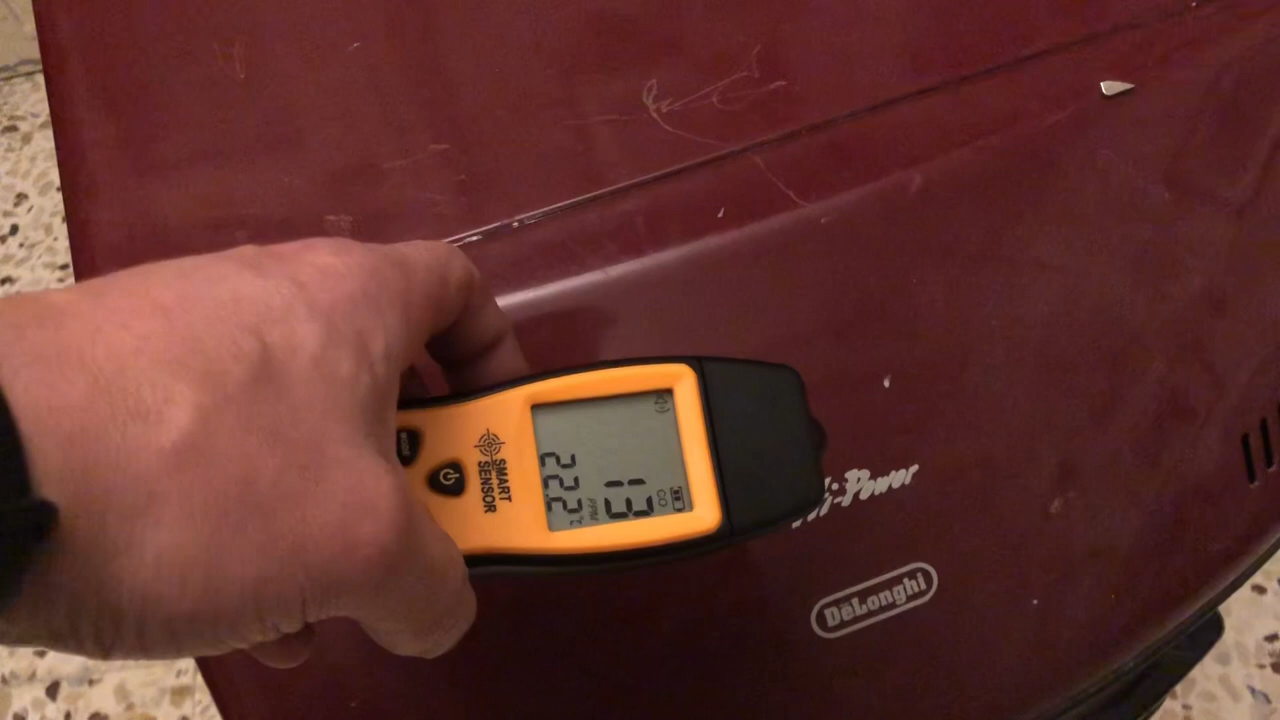 SMART
SENSOR
CO
13 PPM
22.2 °C
i-Power
DeLonghi